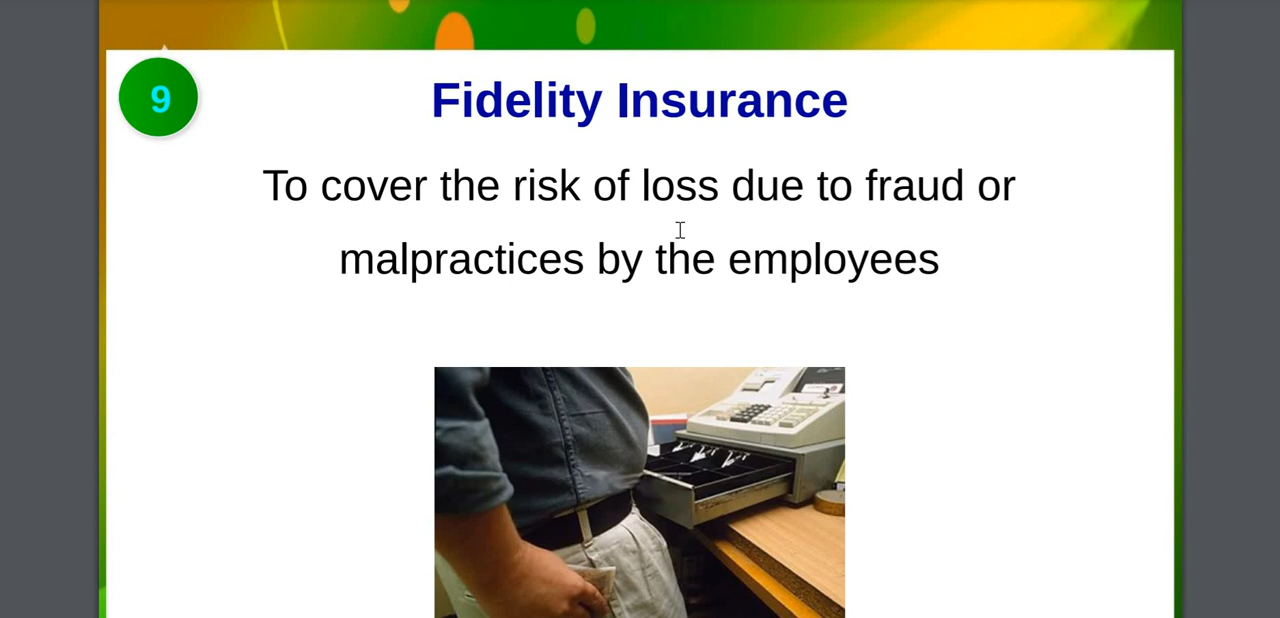 9
Fidelity Insurance
To cover the risk of loss due to fraud or
malpractices by the employees